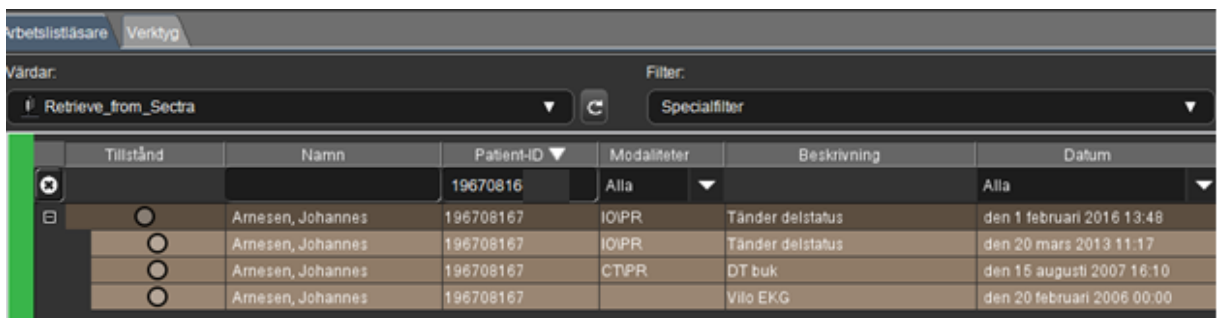 Arbetslistläsare Verktyg
Värdar: Filter:
Retrieve_from_Sectra Specialfilter
Tillstånd Namn Patient-ID Modaliteter Beskrivning Datum
19670816 Alla Alla
Arnesen, Johannes 196708167 IO\PR Tänder delstatus den 1 februari 2016 13:48
Arnesen, Johannes 196708167 IO\PR Tänder delstatus den 20 mars 2013 11:17
Arnesen, Johannes 196708167 CT\PR DT buk den 15 augusti 2007 16:10
Arnesen, Johannes 196708167 Vilo EKG den 20 februari 2006 00:00